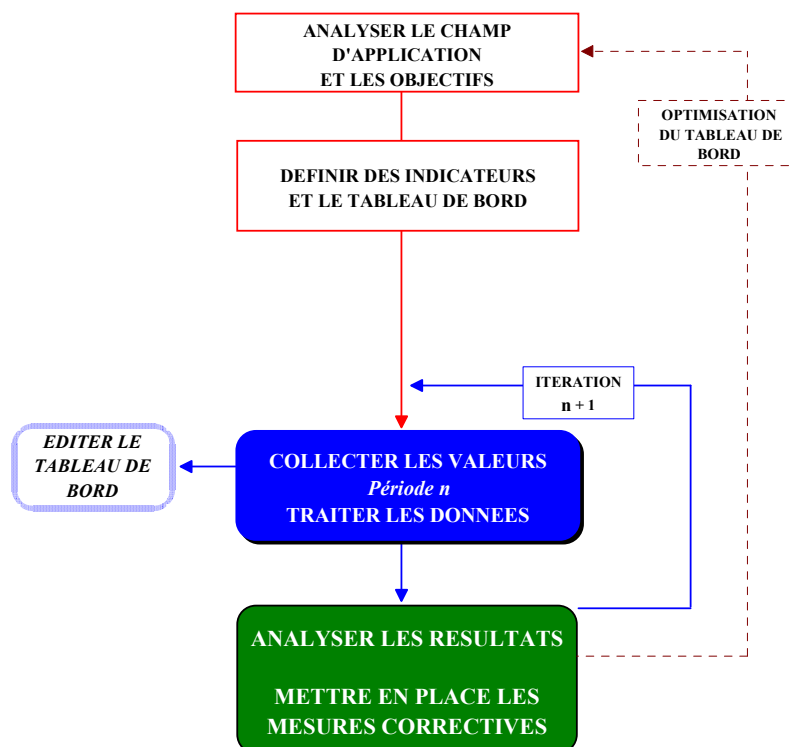 ANALYSER LE CHAMP
D'APPLICATION
ET LES OBJECTIFS
OPTIMISATION
DU TABLEAU DE
BORD
DEFINIR DES INDICATEURS
ET LE TABLEAU DE BORD
ITERATION
n + 1
EDITER LE
TABLEAU DE
BORD
COLLECTER LES VALEURS
Période n
TRAITER LES DONNEES
ANALYSER LES RESULTATS
METTRE EN PLACE LES
MESURES CORRECTIVES